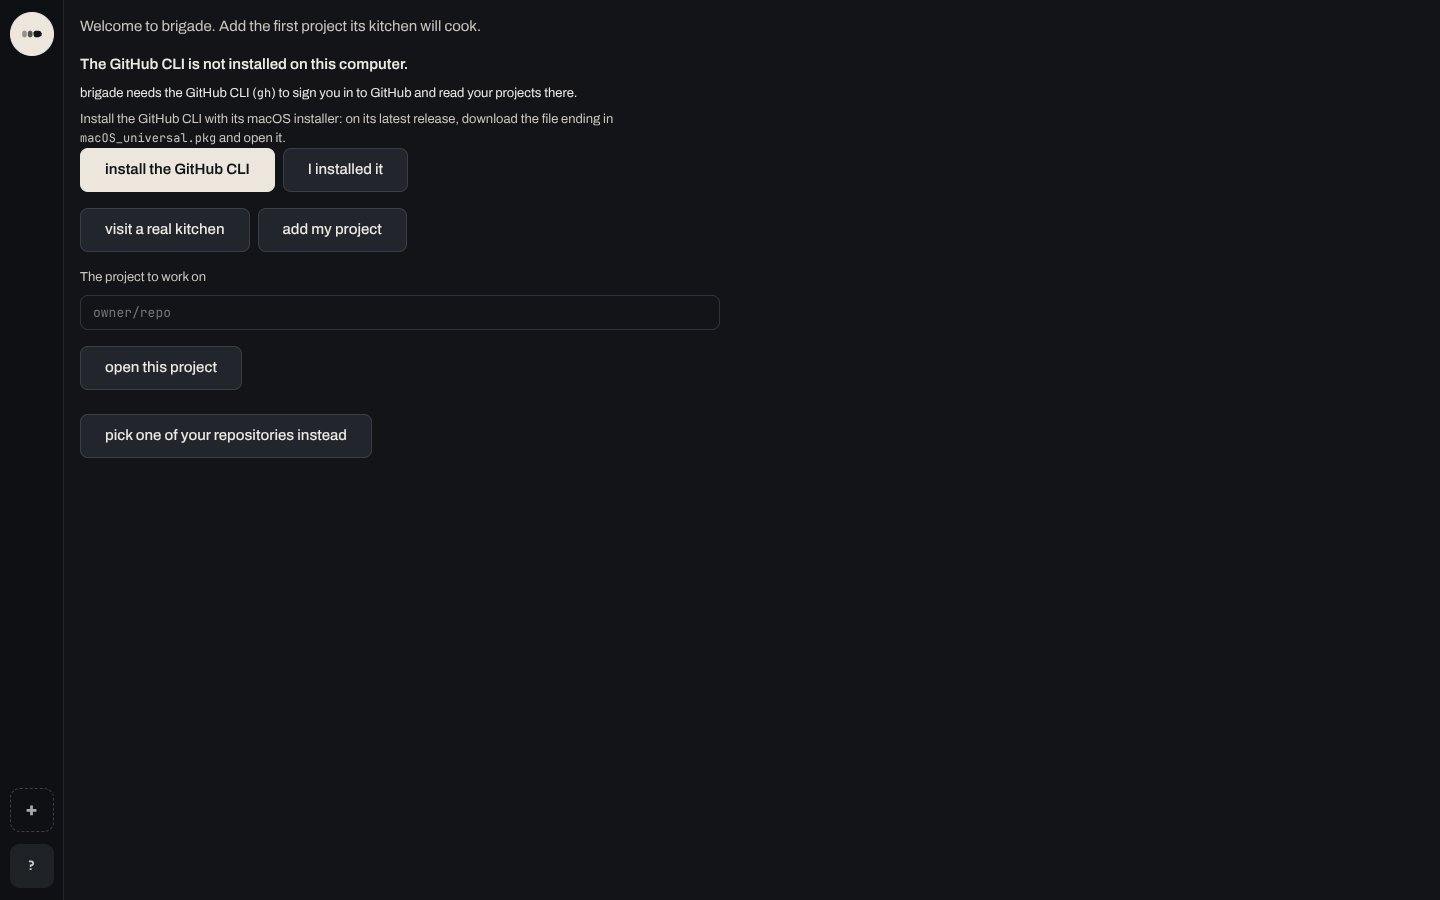 Welcome to brigade. Add the first project its kitchen will cook.
The GitHub CLI is not installed on this computer.
brigade needs the GitHub CLI (gh) to sign you in to GitHub and read your projects there.
Install the GitHub CLI with its macOS installer: on its latest release, download the file ending in
macOS_universal.pkg and open it.
install the GitHub CLI
I installed it
visit a real kitchen
add my project
The project to work on
owner/repo
open this project
pick one of your repositories instead
+
?